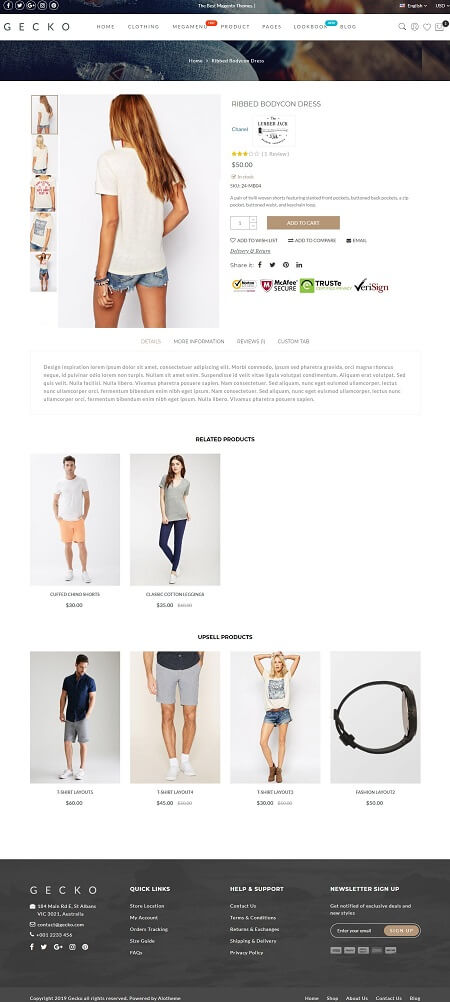 The Best Magento Themes |
English
USD
GECKO
HOME
CLOTHING
MEGAMENU
PRODUCT
PAGES
LOOKBOOK
BLOG
0
Home
Ribbed Bodycon Dress
RIBBED BODYCON DRESS
Chanel
The
LUMBER JACK
( 1 Review )
$50.00
In stock
SKU: 24-MB04
A pair of twill woven shorts featuring slanted front pockets, buttoned back pockets, a zip
pocket, buttoned waist, and keychain loop.
1
ADD TO CART
ADD TO WISH LIST
ADD TO COMPARE
EMAIL
Delivery & Return
Share it:
Norton
McAfee
SECURE
TRUSTe
CERTIFIED PRIVACY
VeriSign
DETAILS
MORE INFORMATION
REVIEWS (1)
CUSTOM TAB
Design inspiration lorem ipsum dolor sit amet, consectetuer adipiscing elit. Morbi commodo, ipsum sed pharetra gravida, orci magna rhoncus
neque, id pulvinar odio lorem non turpis. Nullam sit amet enim. Suspendisse id velit vitae ligula volutpat condimentum. Aliquam erat volutpat. Sed
quis velit. Nulla facilisi. Nulla libero. Vivamus pharetra posuere sapien. Nam consectetuer. Sed aliquam, nunc eget euismod ullamcorper, lectus
nunc ullamcorper orci, fermentum bibendum enim nibh eget ipsum. Nulla libero. Vivamus pharetra posuere sapien. Sed aliquam, nunc eget euismod ullamcorper, lectus nunc ullamcorper
orci, fermentum bibendum enim nibh eget ipsum. Nulla libero. Vivamus.
RELATED PRODUCTS
CUFFED CHINO SHORTS
$30.00
CLASSIC COTTON LEGGINGS
$35.00
$40.00
UPSELL PRODUCTS
T-SHIRT LAYOUT5
$60.00
T-SHIRT LAYOUT4
$45.00
$50.00
T-SHIRT LAYOUT3
$30.00
$50.00
FASHION LAYOUT2
$50.00
GECKO
184 Main Rd E, St Albans
VIC 3021, Australia
contact@gecko.com
+001 2233 456
QUICK LINKS
Store Location
My Account
Orders Tracking
Size Guide
FAQs
HELP & SUPPORT
Contact Us
Terms & Conditions
Returns & Exchanges
Shipping & Delivery
Privacy Policy
NEWSLETTER SIGN UP
Get notified of exclusive deals and
new styles
Enter your email
SIGN UP
Copyright 2019 Gecko all rights reserved. Powered by Alotheme
Home
Shop
About Us
Contact Us
Blog